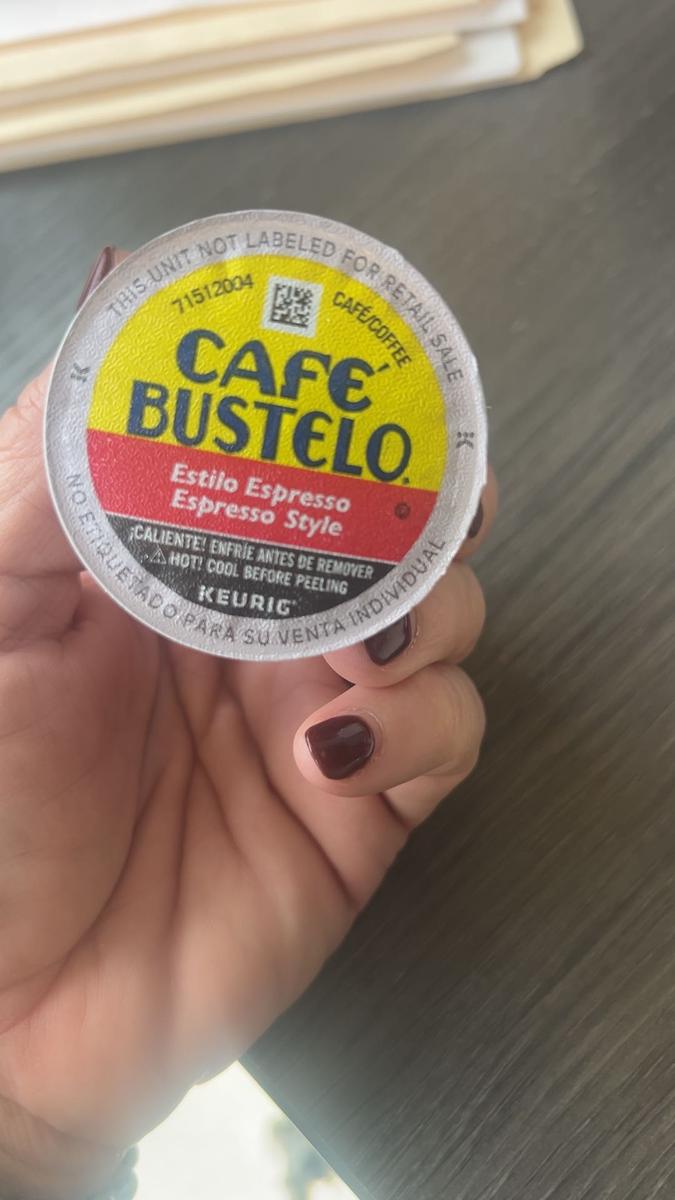 THIS UNIT NOT LABELED FOR RETAIL SALE
71512004
CAFÉ/COFFEE
CAFÉ
BUSTELO®
Estilo Espresso
Espresso Style
¡CALIENTE! ENFRÍE ANTES DE REMOVER
⚠HOT! COOL BEFORE PEELING
KEURIG
NO ETIQUETADO PARA SU VENTA INDIVIDUAL